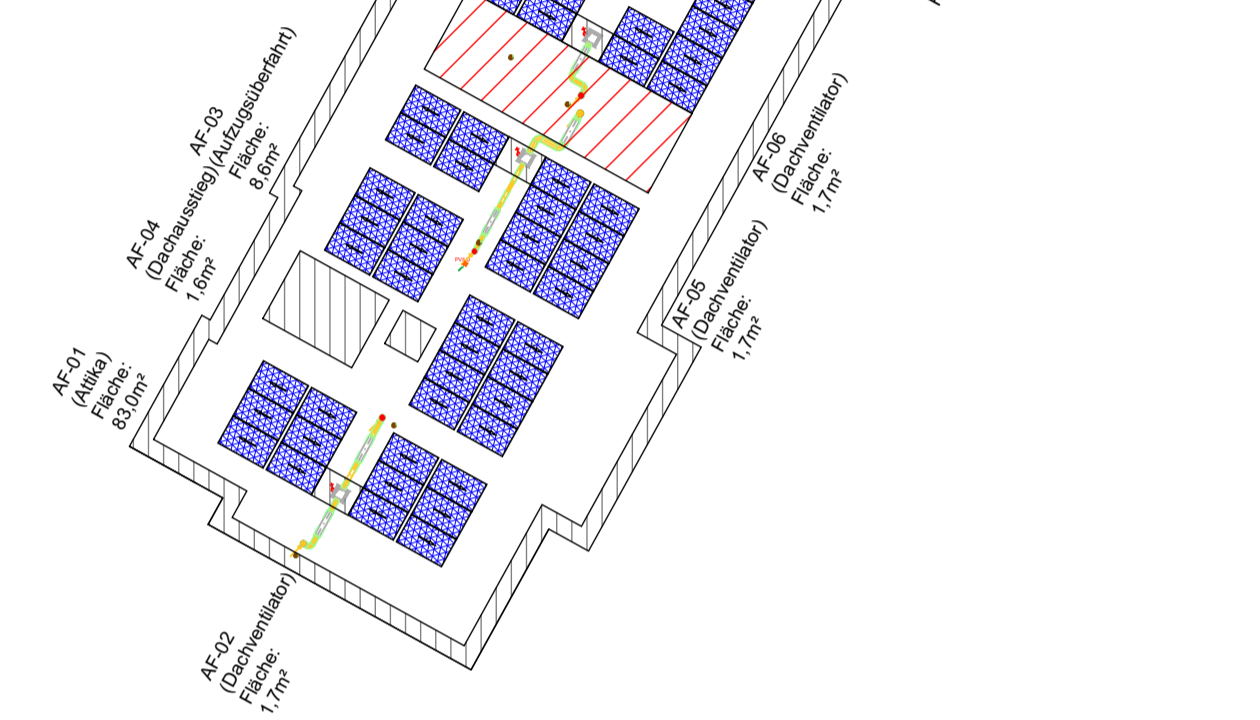 AF-03
(Aufzugsüberfahrt)
Fläche:
8,6m²
AF-04
(Dachausstieg)
Fläche:
1,6m²
AF-01
(Attika)
Fläche:
83,0m²
AF-06
(Dachventilator)
Fläche:
1,7m²
AF-05
(Dachventilator)
Fläche:
1,7m²
AF-02
(Dachventilator)
Fläche:
1,7m²